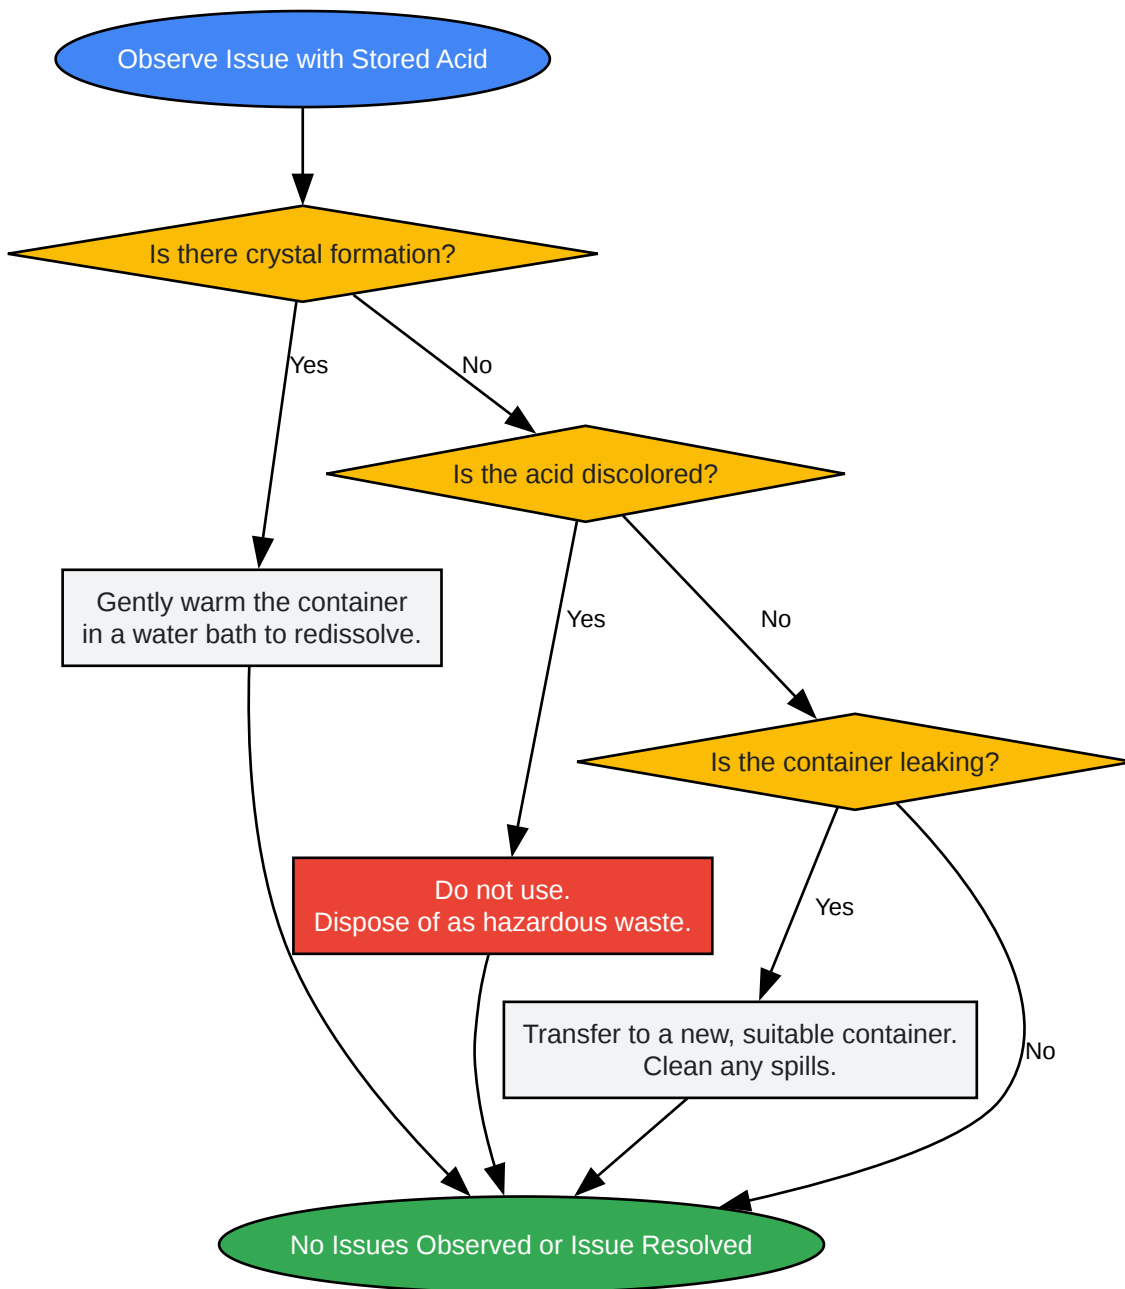 Observe Issue with Stored Acid
Is there crystal formation?
Yes
No
Is the acid discolored?
Gently warm the container
in a water bath to redissolve.
Yes
No
Is the container leaking?
Do not use.
Dispose of as hazardous waste.
Yes
Transfer to a new, suitable container.
Clean any spills.
No
No Issues Observed or Issue Resolved